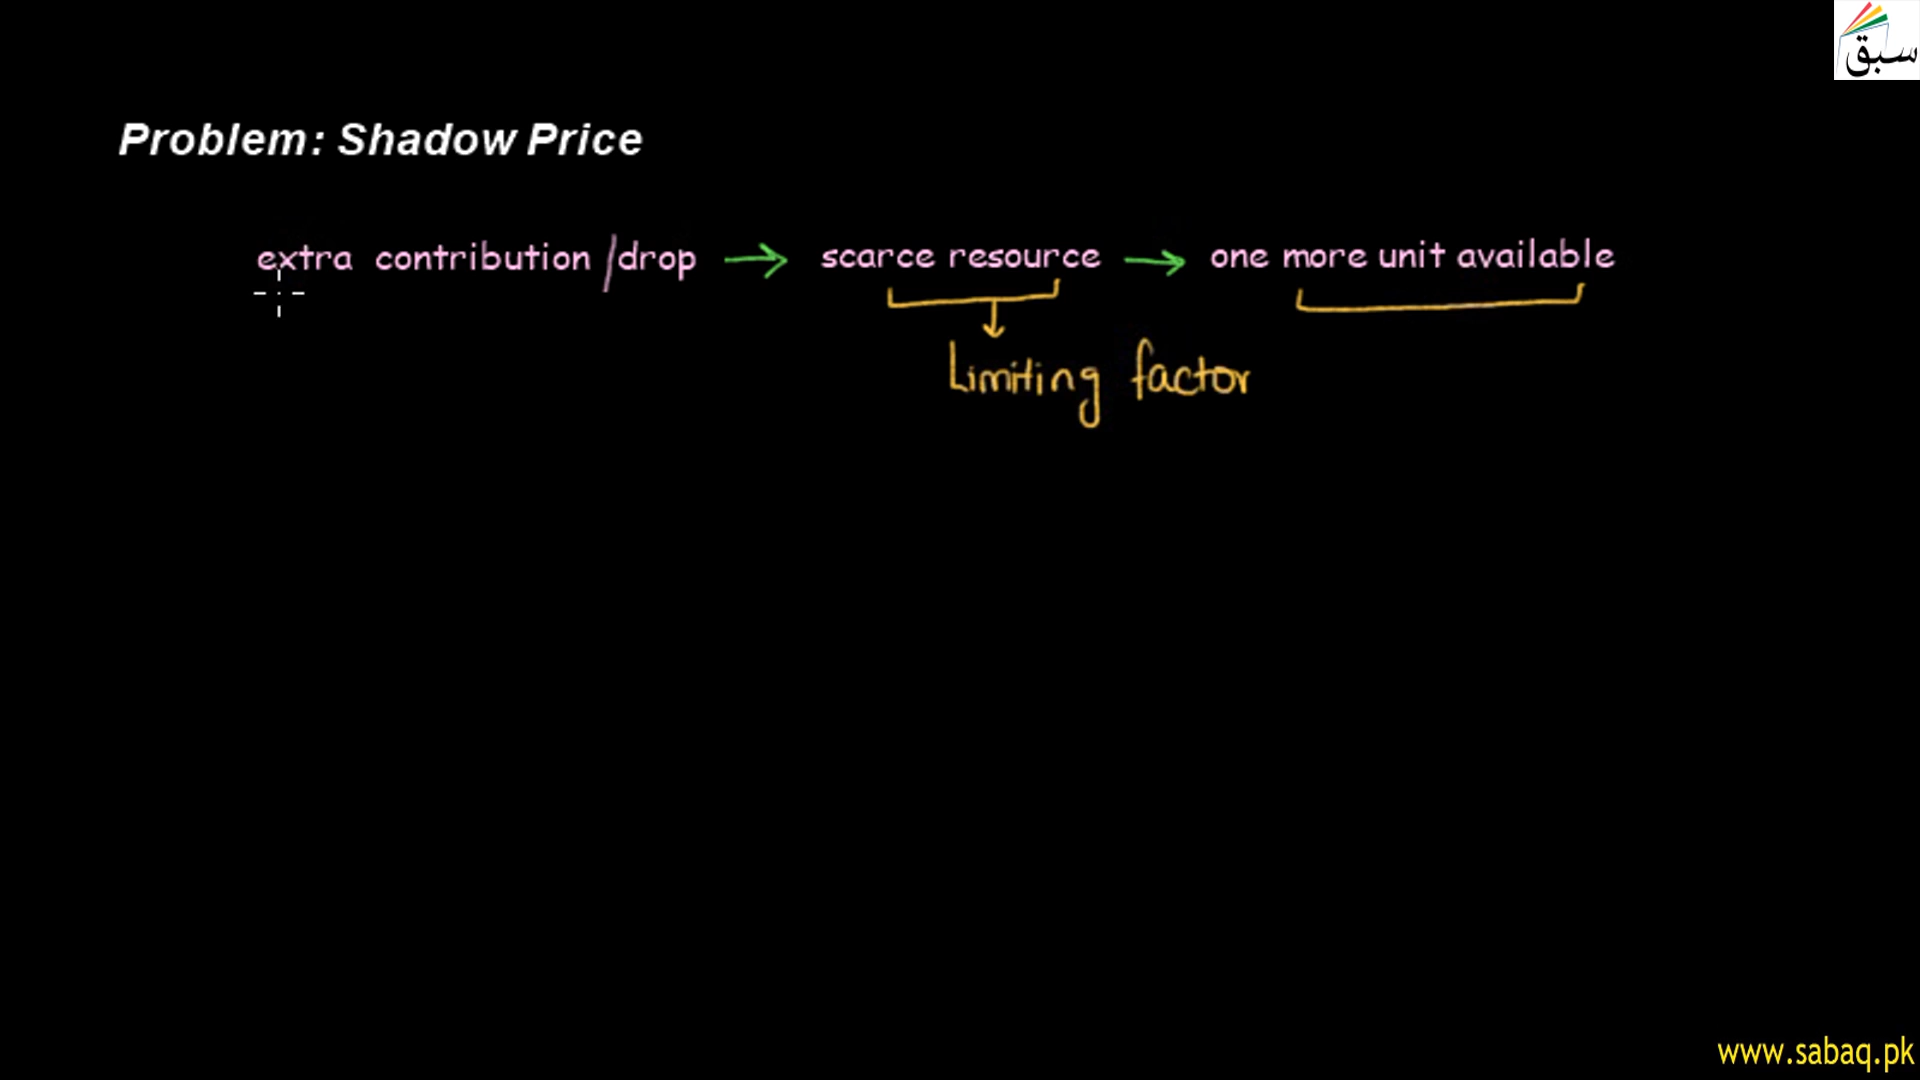 سبق
Problem: Shadow Price
extra contribution/drop → scarce resource → one more unit available
Limiting factor
www.sabaq.pk